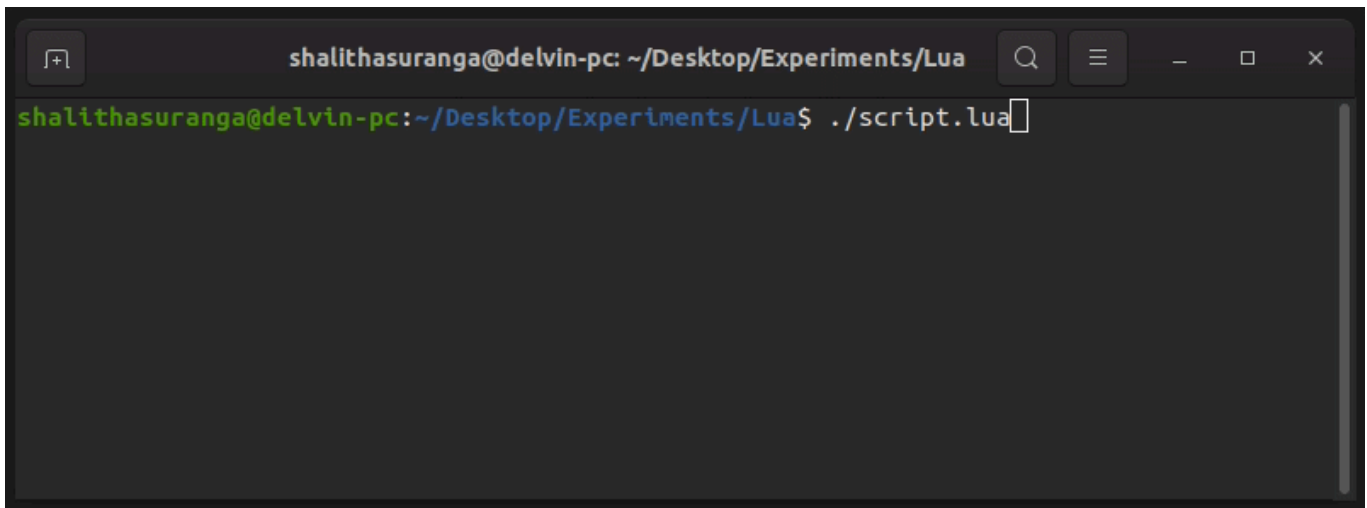 shalithasuranga@delvin-pc: ~/Desktop/Experiments/Lua
shalithasuranga@delvin-pc:~/Desktop/Experiments/Lua$ ./script.lua